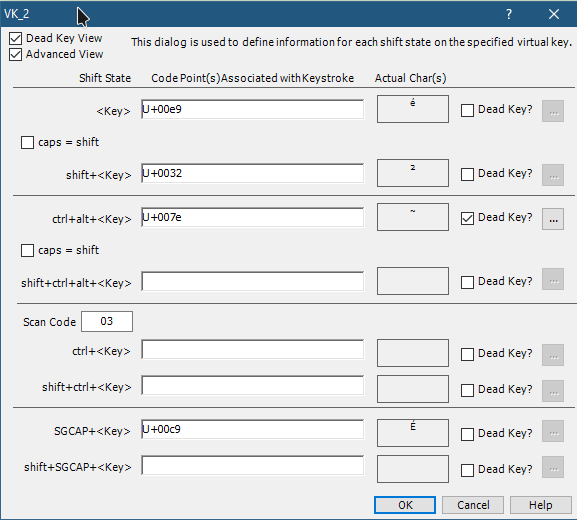 VK_2 ?
Dead Key View
Advanced View
This dialog is used to define information for each shift state on the specified virtual key.
Shift State Code Point(s) Associated with Keystroke Actual Char(s)
<Key> U+00e9 é Dead Key? ...
caps = shift
shift+<Key> U+0032 2 Dead Key? ...
ctrl+alt+<Key> U+007e ~ Dead Key? ...
caps = shift
shift+ctrl+alt+<Key> Dead Key? ...
Scan Code 03
ctrl+<Key> Dead Key? ...
shift+ctrl+<Key> Dead Key? ...
SGCAP+<Key> U+00c9 É Dead Key? ...
shift+SGCAP+<Key> Dead Key? ...
OK Cancel Help